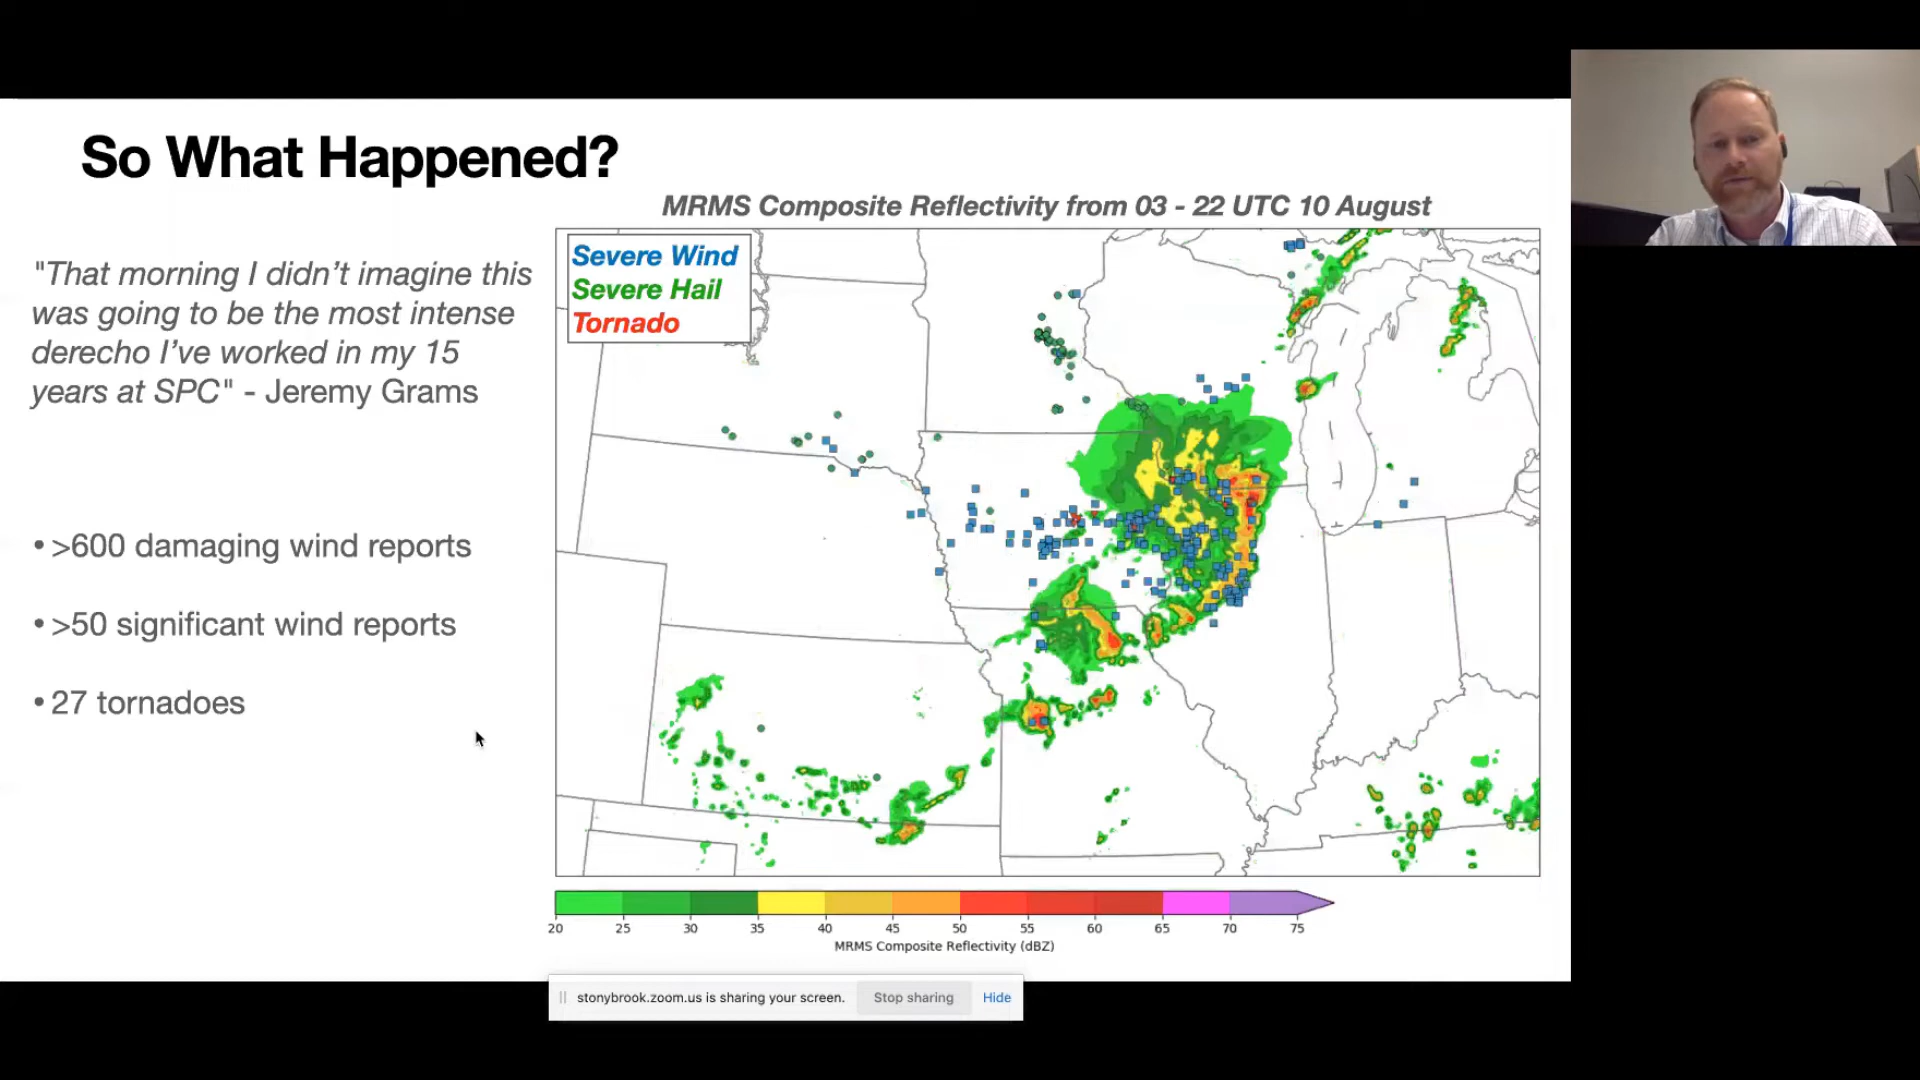 So What Happened?
MRMS Composite Reflectivity from 03 - 22 UTC 10 August
"That morning I didn’t imagine this
was going to be the most intense
derecho I’ve worked in my 15
years at SPC" - Jeremy Grams
• >600 damaging wind reports
• >50 significant wind reports
• 27 tornadoes
Severe Wind
Severe Hail
Tornado
20 25 30 35 40 45 50 55 60 65 70 75
MRMS Composite Reflectivity (dBZ)
stonybrook.zoom.us is sharing your screen. Stop sharing Hide